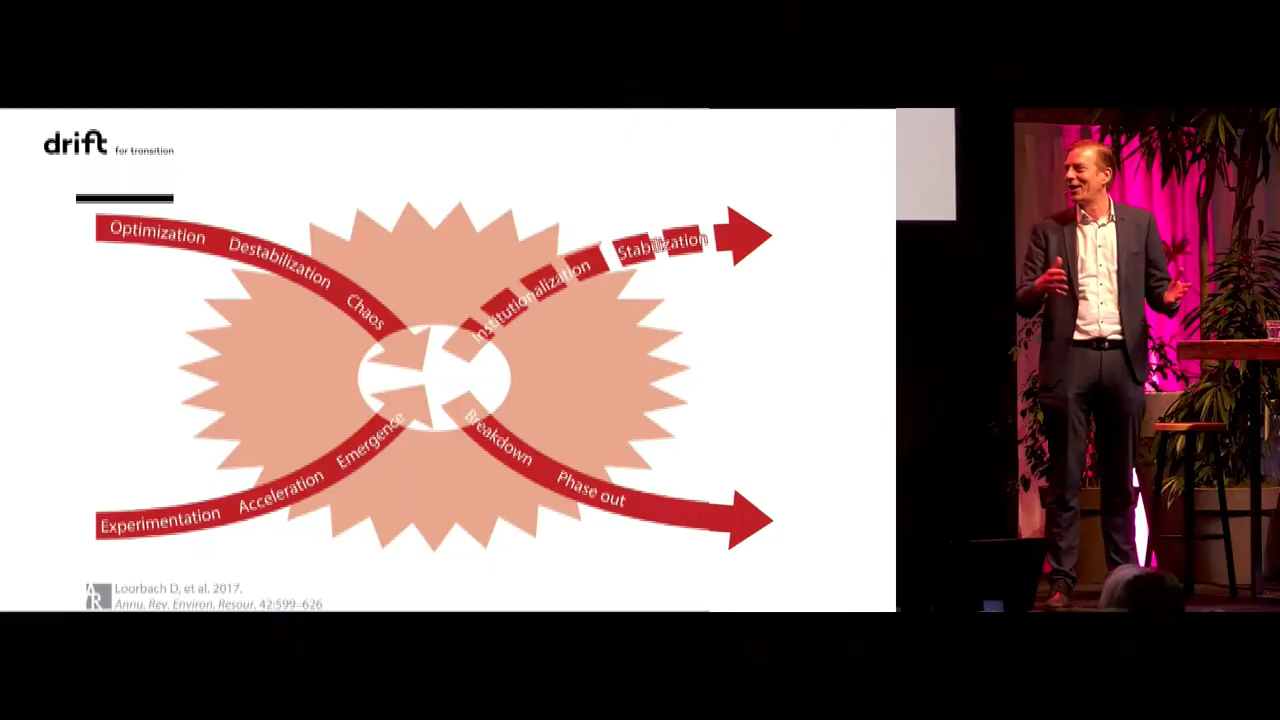 drift for transition
Optimization Destabilization Chaos
Institutionalization Stabilization
Experimentation Acceleration Emergence
Breakdown Phase out
AR
Loorbach D, et al. 2017.
Annu. Rev. Environ. Resour. 42:599–626